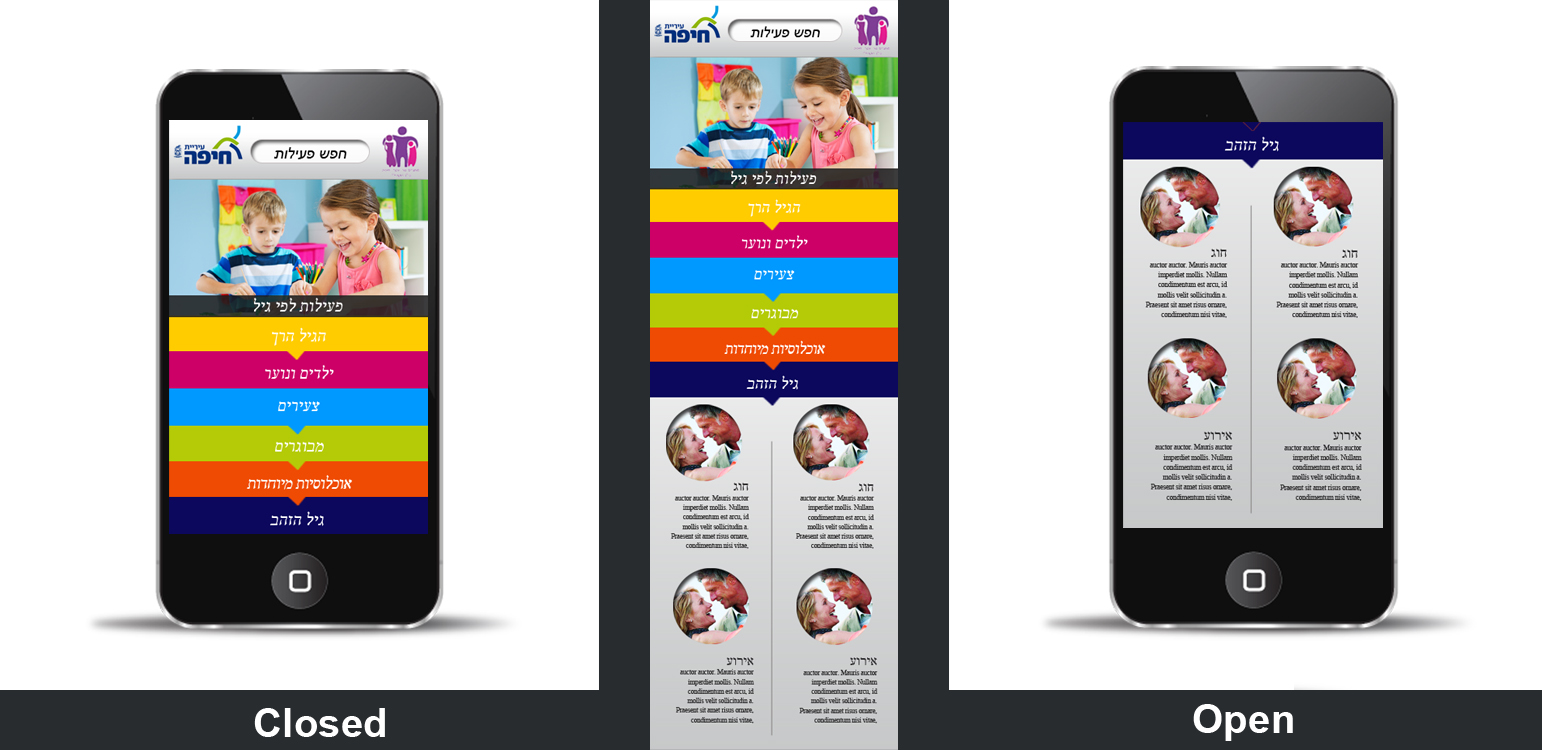 עיריית
חיפה
חפש פעילות
פעילות לפי גיל
הגיל הרך
ילדים ונוער
צעירים
מבוגרים
אוכלוסיות מיוחדות
גיל הזהב
Closed
עיריית
חיפה
חפש פעילות
פעילות לפי גיל
הגיל הרך
ילדים ונוער
צעירים
מבוגרים
אוכלוסיות מיוחדות
גיל הזהב
חוג
auctor auctor. Mauris auctor
imperdiet mollis. Nullam
condimentum est arcu, id
mollis velit sollicitudin a.
Praesent sit amet risus ornare,
condimentum nisi vitae,
חוג
auctor auctor. Mauris auctor
imperdiet mollis. Nullam
condimentum est arcu, id
mollis velit sollicitudin a.
Praesent sit amet risus ornare,
condimentum nisi vitae,
אירוע
auctor auctor. Mauris auctor
imperdiet mollis. Nullam
condimentum est arcu, id
mollis velit sollicitudin a.
Praesent sit amet risus ornare,
condimentum nisi vitae,
אירוע
auctor auctor. Mauris auctor
imperdiet mollis. Nullam
condimentum est arcu, id
mollis velit sollicitudin a.
Praesent sit amet risus ornare,
condimentum nisi vitae,
גיל הזהב
חוג
auctor auctor. Mauris auctor
imperdiet mollis. Nullam
condimentum est arcu, id
mollis velit sollicitudin a.
Praesent sit amet risus ornare,
condimentum nisi vitae,
חוג
auctor auctor. Mauris auctor
imperdiet mollis. Nullam
condimentum est arcu, id
mollis velit sollicitudin a.
Praesent sit amet risus ornare,
condimentum nisi vitae,
אירוע
auctor auctor. Mauris auctor
imperdiet mollis. Nullam
condimentum est arcu, id
mollis velit sollicitudin a.
Praesent sit amet risus ornare,
condimentum nisi vitae,
אירוע
auctor auctor. Mauris auctor
imperdiet mollis. Nullam
condimentum est arcu, id
mollis velit sollicitudin a.
Praesent sit amet risus ornare,
condimentum nisi vitae,
Open